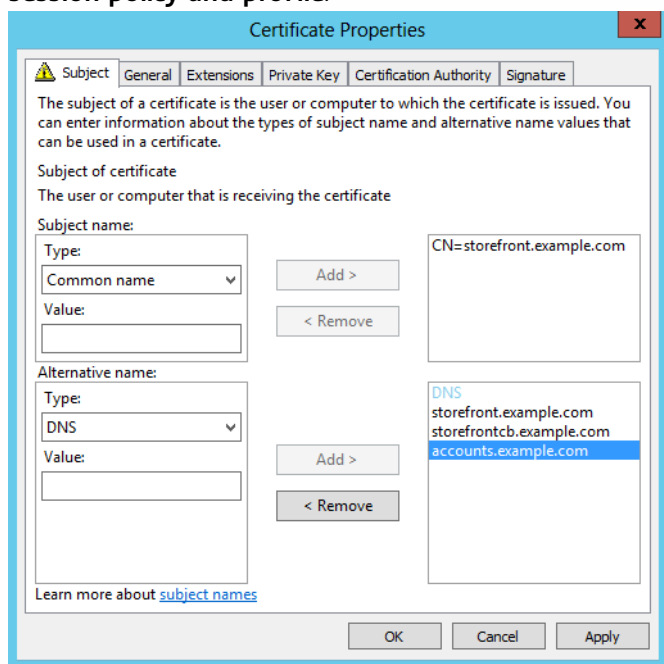 session policy and profile.
Certificate Properties
x
Subject General Extensions Private Key Certification Authority Signature
The subject of a certificate is the user or computer to which the certificate is issued. You
can enter information about the types of subject name and alternative name values that
can be used in a certificate.
Subject of certificate
The user or computer that is receiving the certificate
Subject name:
Type:
Common name
Value:
Add >
< Remove
CN=storefront.example.com
Alternative name:
Type:
DNS
Value:
Add >
< Remove
DNS
storefront.example.com
storefrontcb.example.com
accounts.example.com
Learn more about subject names
OK Cancel Apply